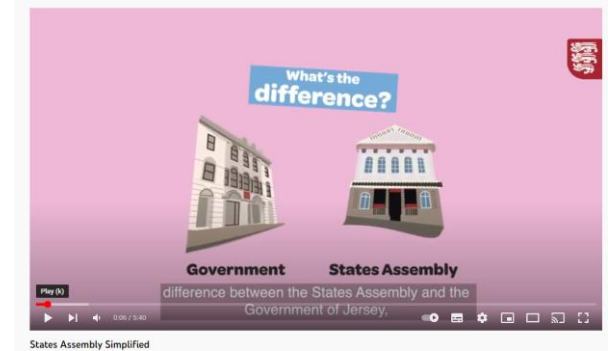 What's the
difference?
Government
States Assembly
Play (k)
difference between the States Assembly and the
Government of Jersey,
0:06 / 5:40
States Assembly Simplified